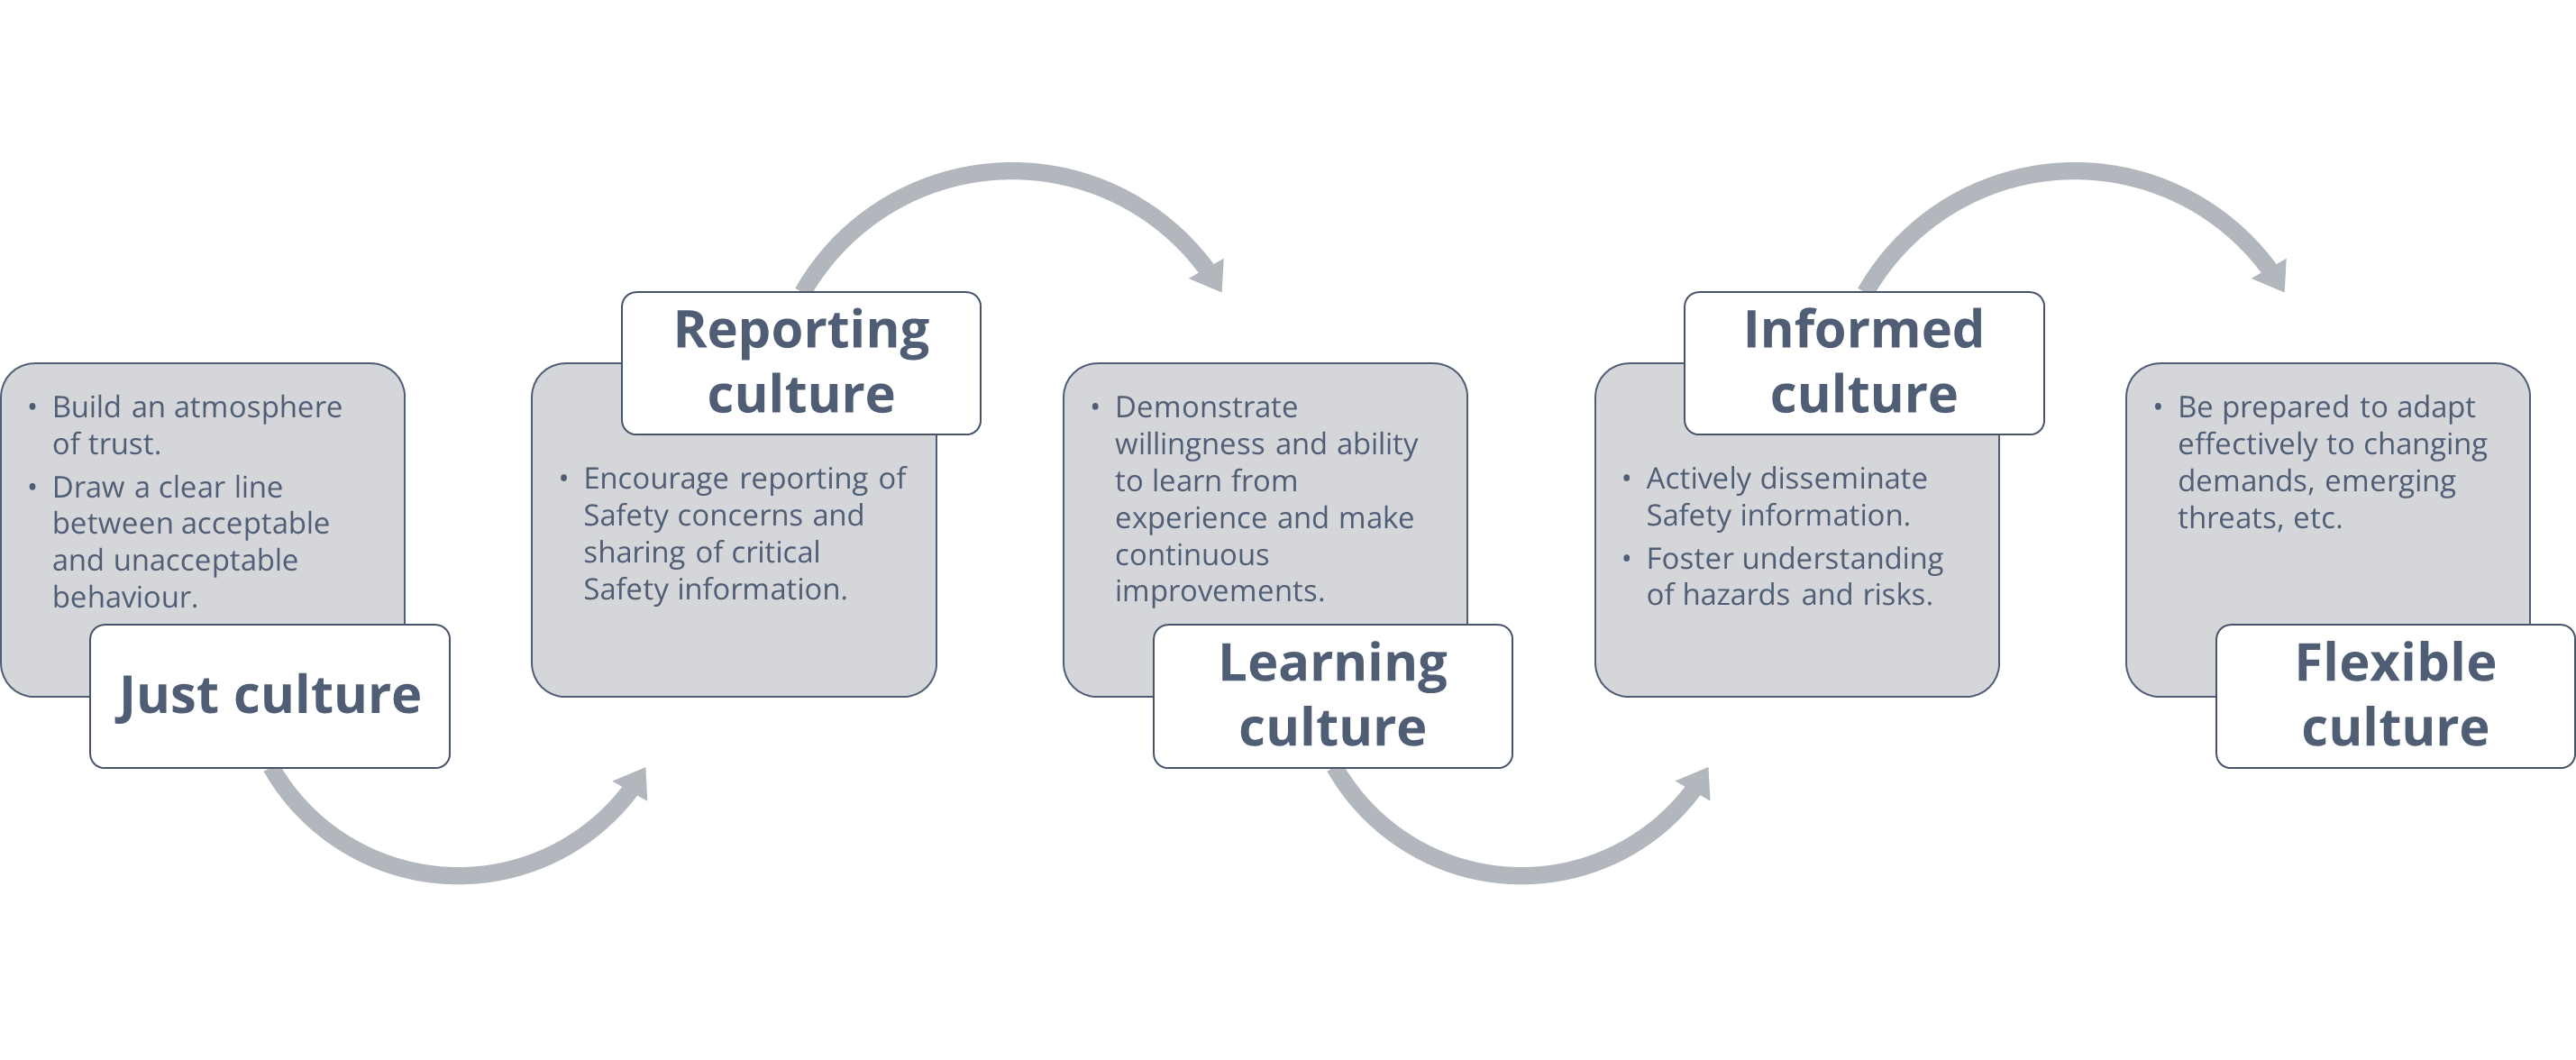 • Build an atmosphere
of trust.
• Draw a clear line
between acceptable
and unacceptable
behaviour.
Just culture
Reporting
culture
• Encourage reporting of
Safety concerns and
sharing of critical
Safety information.
• Demonstrate
willingness and ability
to learn from
experience and make
continuous
improvements.
Learning
culture
Informed
culture
• Actively disseminate
Safety information.
• Foster understanding
of hazards and risks.
• Be prepared to adapt
effectively to changing
demands, emerging
threats, etc.
Flexible
culture